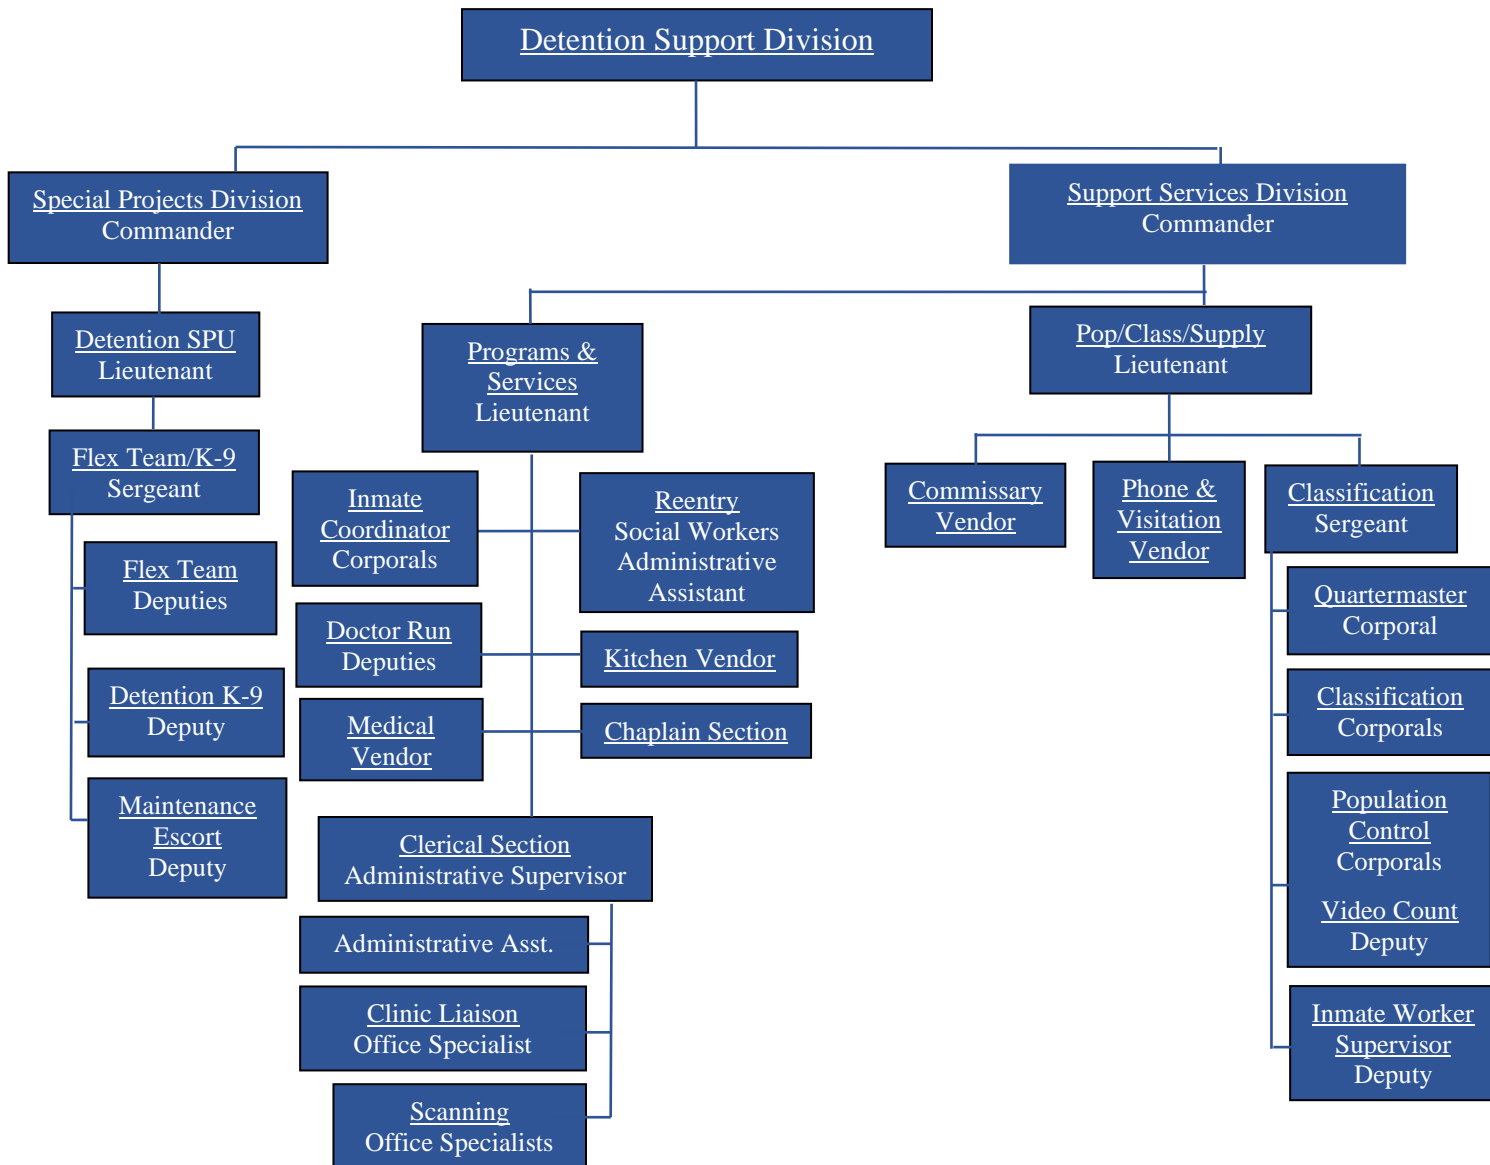 Detention Support Division
Special Projects Division
Commander
Support Services Division
Commander
Detention SPU
Lieutenant
Programs &
Services
Lieutenant
Pop/Class/Supply
Lieutenant
Flex Team/K-9
Sergeant
Flex Team
Deputies
Detention K-9
Deputy
Maintenance
Escort
Deputy
Inmate
Coordinator
Corporals
Reentry
Social Workers
Administrative
Assistant
Doctor Run
Deputies
Kitchen Vendor
Medical
Vendor
Chaplain Section
Clerical Section
Administrative Supervisor
Administrative Asst.
Clinic Liaison
Office Specialist
Scanning
Office Specialists
Commissary
Vendor
Phone &
Visitation
Vendor
Classification
Sergeant
Quartermaster
Corporal
Classification
Corporals
Population
Control
Corporals
Video Count
Deputy
Inmate Worker
Supervisor
Deputy